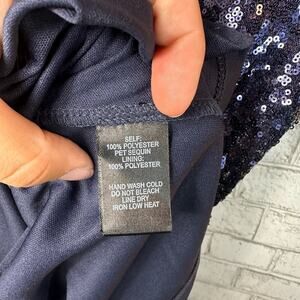 SELF:
100% POLYESTER
PET SEQUIN
LINING:
100% POLYESTER
HAND WASH COLD
DO NOT BLEACH
LINE DRY
IRON LOW HEAT